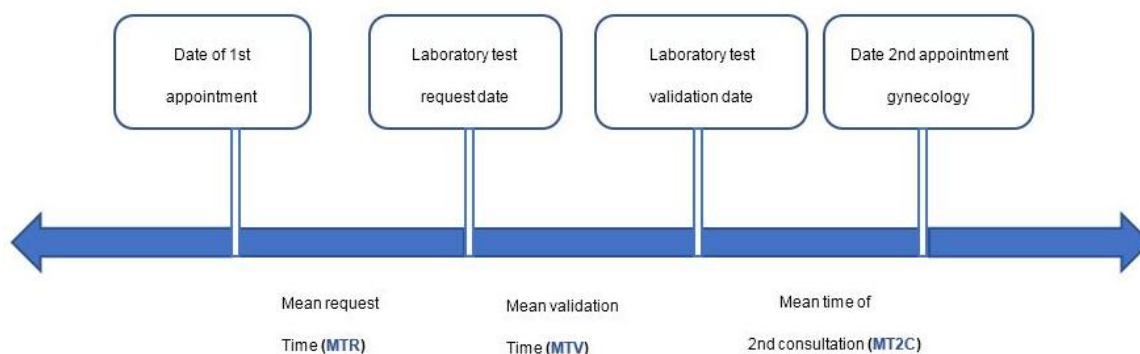 Date of 1st
appointment
Laboratory test
request date
Laboratory test
validation date
Date 2nd appointment
gynecology
Mean request
Time (MTR)
Mean validation
Time (MTV)
Mean time of
2nd consultation (MT2C)